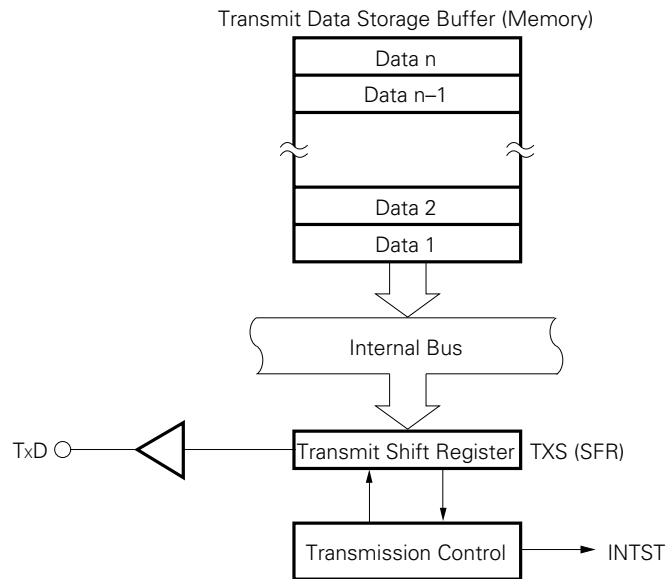 Transmit Data Storage Buffer (Memory)
Data n
Data n–1
Data 2
Data 1
Internal Bus
TxD
Transmit Shift Register
TXS (SFR)
Transmission Control
INTST